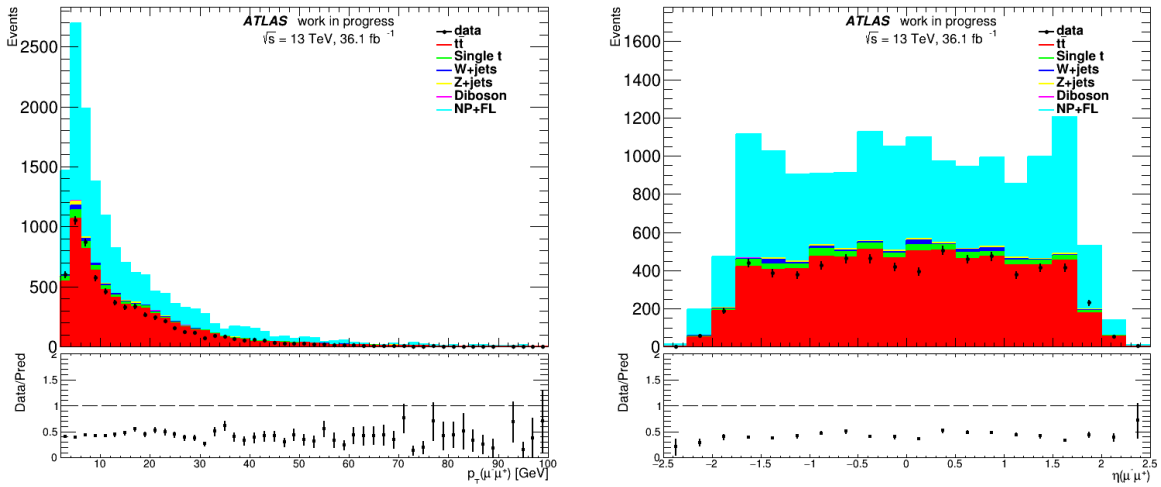 ATLAS work in progress
√s = 13 TeV, 36.1 fb⁻¹
Events
data
tt
Single t
W+jets
Z+jets
Diboson
NP+FL
2500
2000
1500
1000
500
0
Data/Pred
2
1.5
1
0.5
0
10 20 30 40 50 60 70 80 90 100
p_T(μ⁻μ⁺) [GeV]
ATLAS work in progress
√s = 13 TeV, 36.1 fb⁻¹
Events
data
tt
Single t
W+jets
Z+jets
Diboson
NP+FL
1600
1400
1200
1000
800
600
400
200
0
Data/Pred
2
1.5
1
0.5
0
−2.5 −2 −1.5 −1 −0.5 0 0.5 1 1.5 2 2.5
η(μ⁻μ⁺)